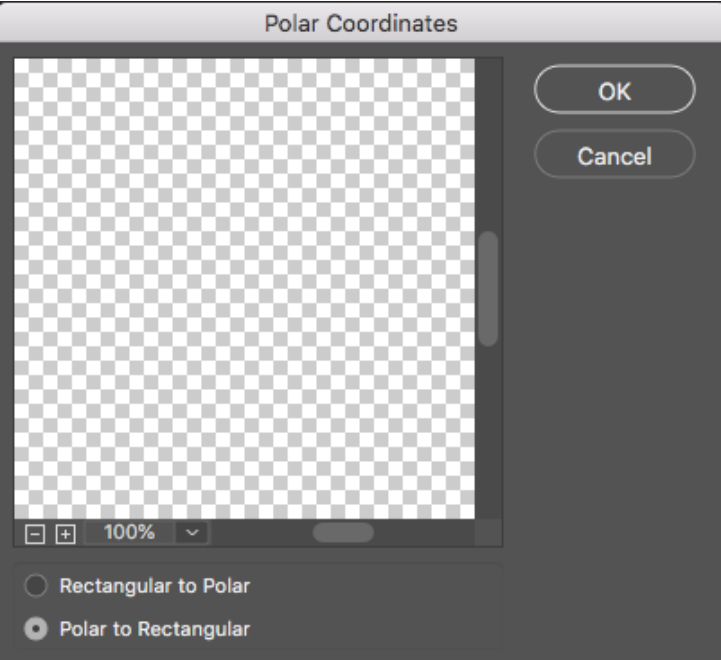 Polar Coordinates
OK
Cancel
100%
Rectangular to Polar
Polar to Rectangular